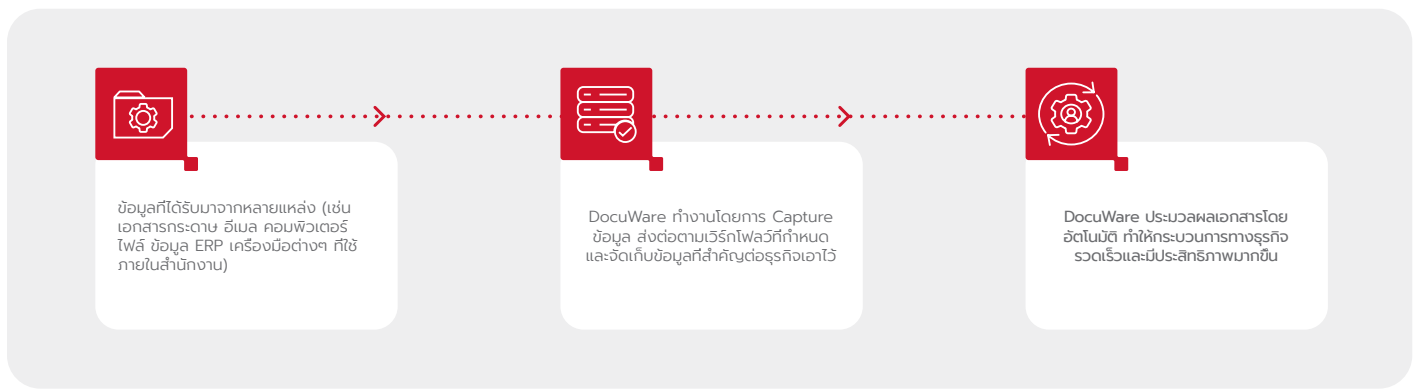 ข้อมูลที่ได้รับมาจากหลายแหล่ง (เช่น
เอกสารกระดาษ อีเมล คอมพิวเตอร์
ไฟล์ ข้อมูล ERP เครื่องมือต่างๆ ที่ใช้
ภายในสำนักงาน)
DocuWare ทำงานโดยการ Capture
ข้อมูล ส่งต่อตามเวิร์กโฟลว์ที่กำหนด
และจัดเก็บข้อมูลที่สำคัญต่อธุรกิจเอาไว้
DocuWare ประมวลผลเอกสารโดย
อัตโนมัติ ทำให้กระบวนการทางธุรกิจ
รวดเร็วและมีประสิทธิภาพมากขึ้น